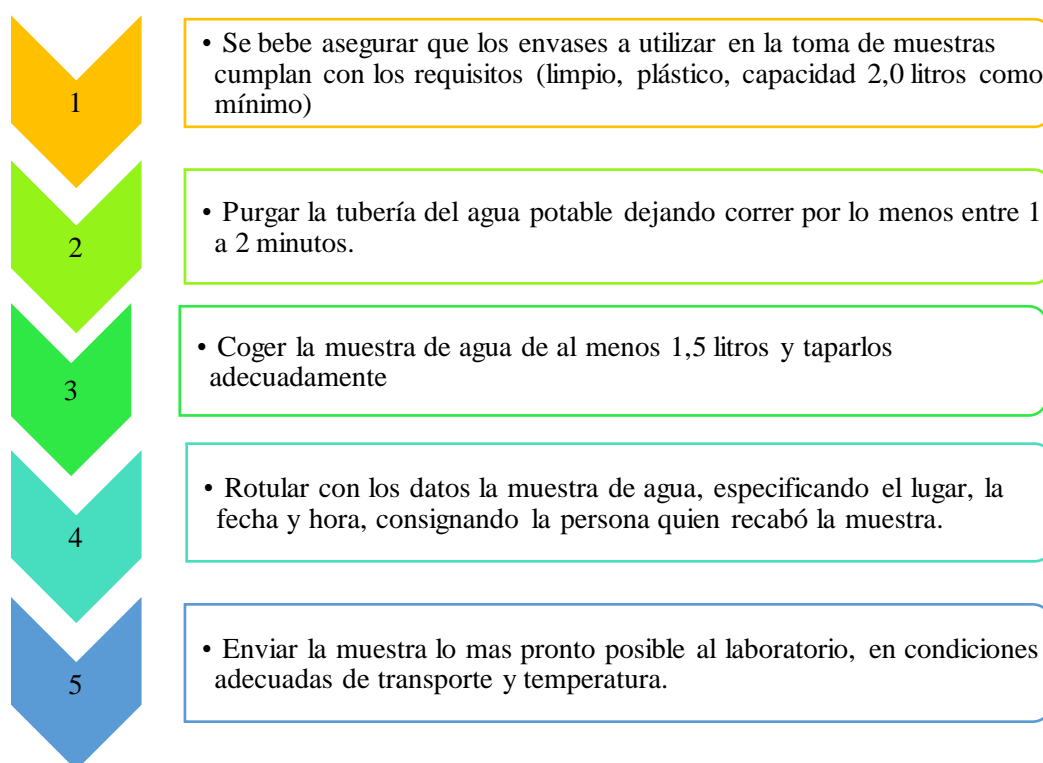 1
• Se bebe asegurar que los envases a utilizar en la toma de muestras
cumplan con los requisitos (limpio, plástico, capacidad 2,0 litros como
mínimo)
2
• Purgar la tubería del agua potable dejando correr por lo menos entre 1
a 2 minutos.
3
• Coger la muestra de agua de al menos 1,5 litros y taparlos
adecuadamente
4
• Rotular con los datos la muestra de agua, especificando el lugar, la
fecha y hora, consignando la persona quien recabó la muestra.
5
• Enviar la muestra lo mas pronto posible al laboratorio, en condiciones
adecuadas de transporte y temperatura.